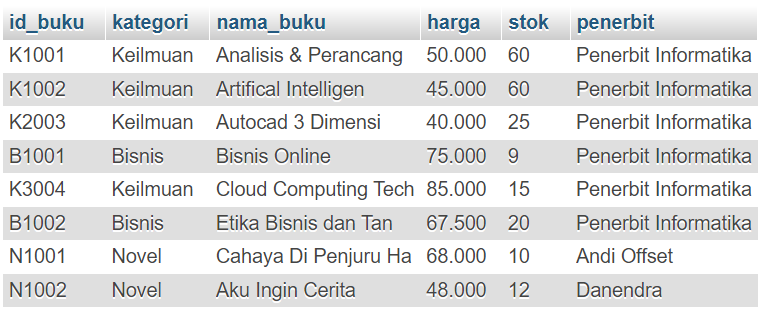 id_buku kategori nama_buku harga stok penerbit
K1001 Keilmuan Analisis & Perancang 50.000 60 Penerbit Informatika
K1002 Keilmuan Artifical Intelligen 45.000 60 Penerbit Informatika
K2003 Keilmuan Autocad 3 Dimensi 40.000 25 Penerbit Informatika
B1001 Bisnis Bisnis Online 75.000 9 Penerbit Informatika
K3004 Keilmuan Cloud Computing Tech 85.000 15 Penerbit Informatika
B1002 Bisnis Etika Bisnis dan Tan 67.500 20 Penerbit Informatika
N1001 Novel Cahaya Di Penjuru Ha 68.000 10 Andi Offset
N1002 Novel Aku Ingin Cerita 48.000 12 Danendra